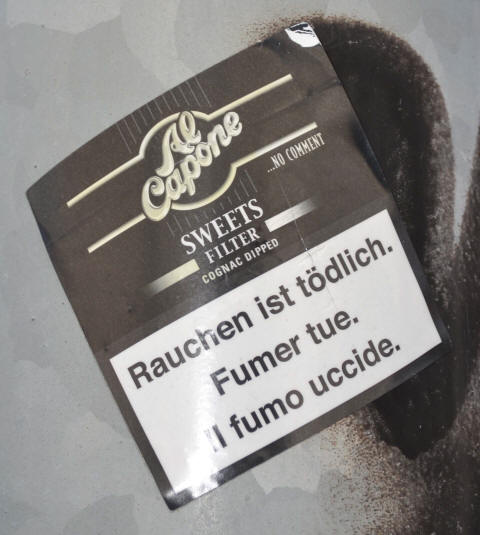 Al
Capone
...NO COMMENT
SWEETS
FILTER
COGNAC DIPPED
Rauchen ist tödlich.
Fumer tue.
Il fumo uccide.